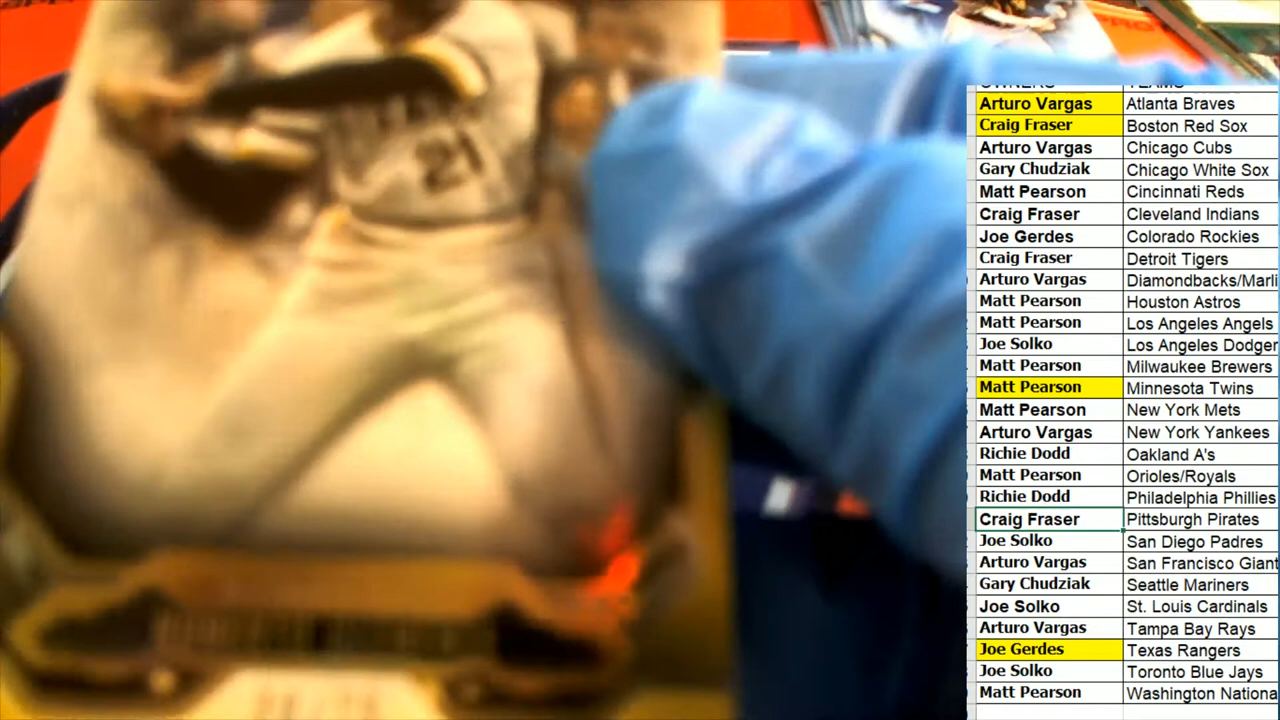 OWNERS TEAMS
Arturo Vargas Atlanta Braves
Craig Fraser Boston Red Sox
Arturo Vargas Chicago Cubs
Gary Chudziak Chicago White Sox
Matt Pearson Cincinnati Reds
Craig Fraser Cleveland Indians
Joe Gerdes Colorado Rockies
Craig Fraser Detroit Tigers
Arturo Vargas Diamondbacks/Marli
Matt Pearson Houston Astros
Matt Pearson Los Angeles Angels
Joe Solko Los Angeles Dodger
Matt Pearson Milwaukee Brewers
Matt Pearson Minnesota Twins
Matt Pearson New York Mets
Arturo Vargas New York Yankees
Richie Dodd Oakland A's
Matt Pearson Orioles/Royals
Richie Dodd Philadelphia Phillies
Craig Fraser Pittsburgh Pirates
Joe Solko San Diego Padres
Arturo Vargas San Francisco Giant
Gary Chudziak Seattle Mariners
Joe Solko St. Louis Cardinals
Arturo Vargas Tampa Bay Rays
Joe Gerdes Texas Rangers
Joe Solko Toronto Blue Jays
Matt Pearson Washington Nationa
21